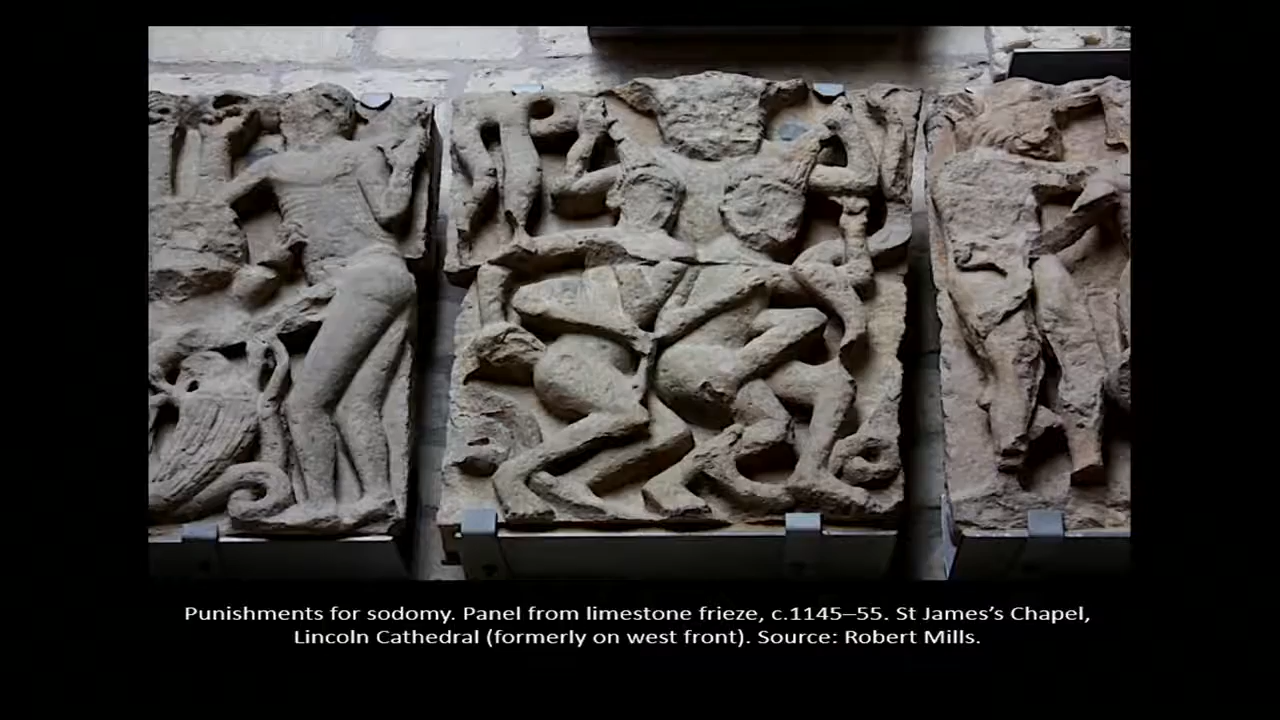 Punishments for sodomy. Panel from limestone frieze, c.1145–55. St James’s Chapel,
Lincoln Cathedral (formerly on west front). Source: Robert Mills.